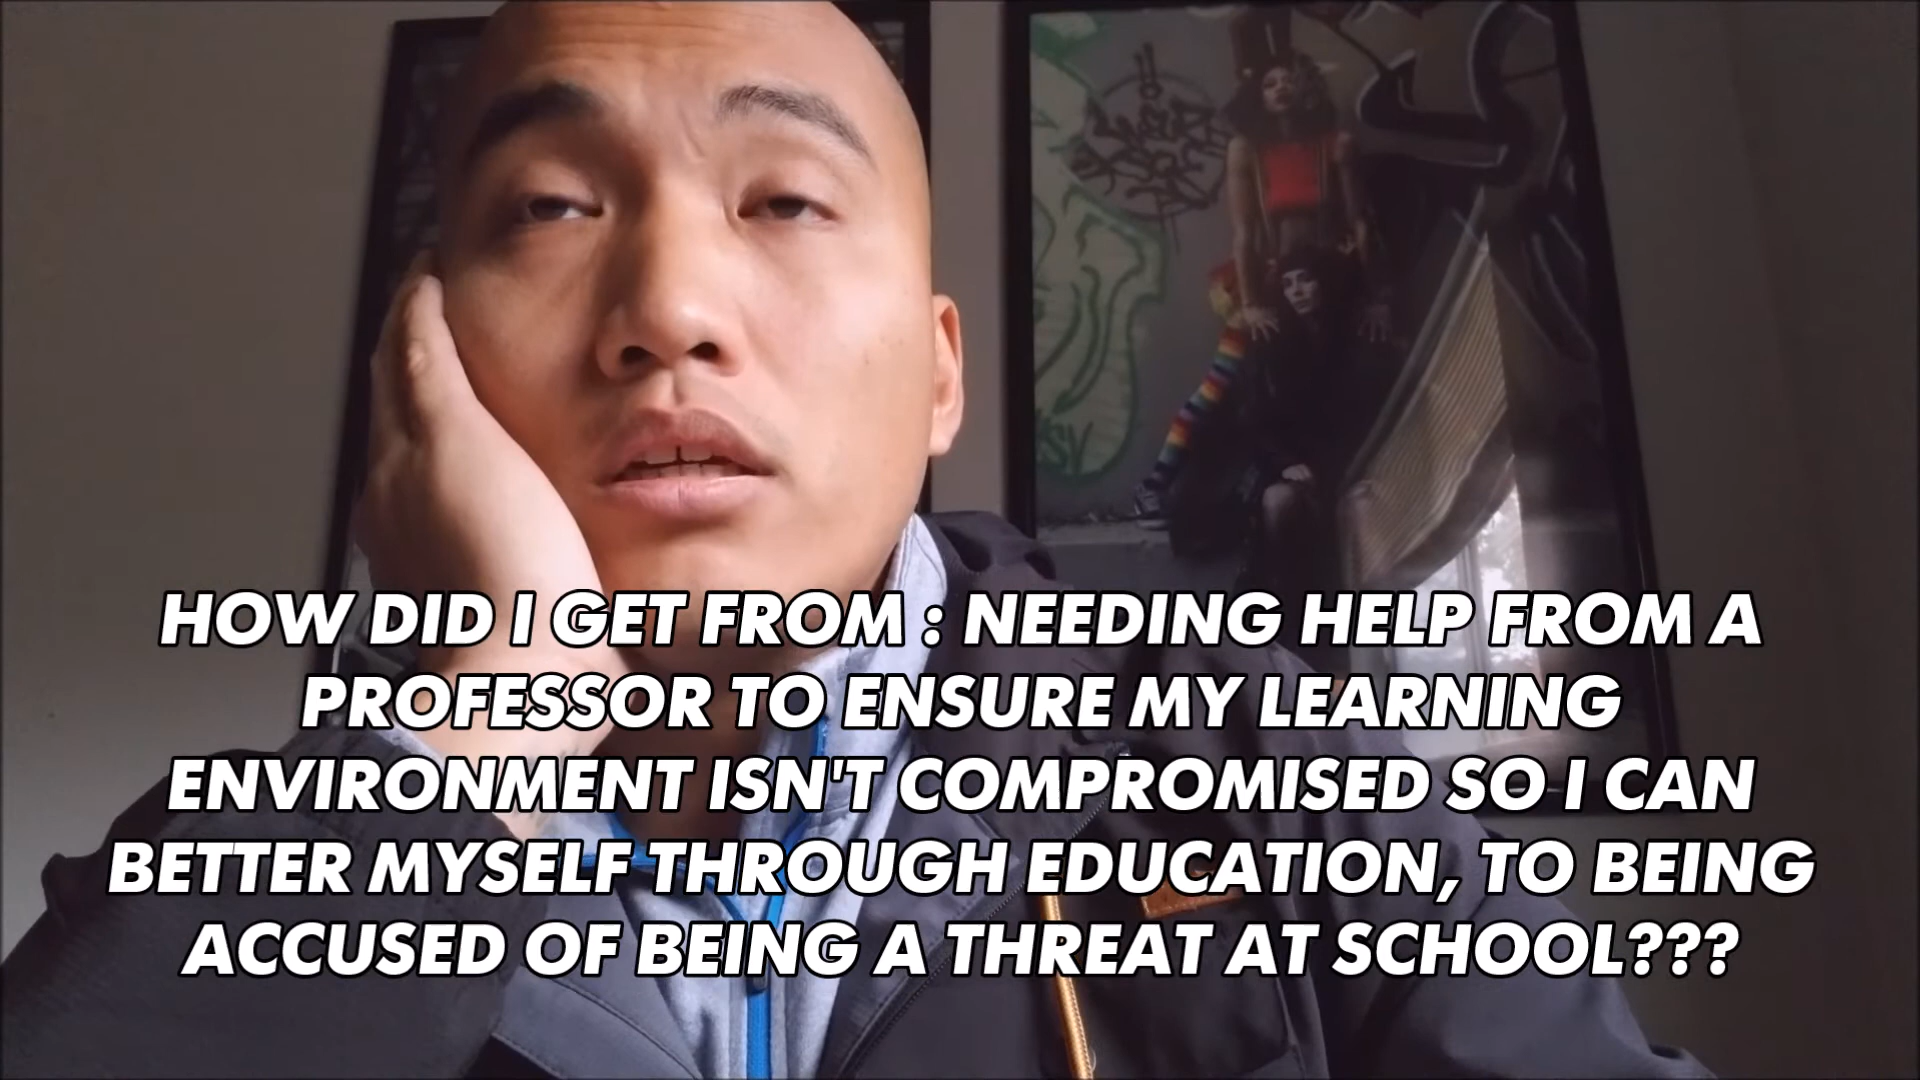 HOW DID I GET FROM : NEEDING HELP FROM A
PROFESSOR TO ENSURE MY LEARNING
ENVIRONMENT ISN'T COMPROMISED SO I CAN
BETTER MYSELF THROUGH EDUCATION, TO BEING
ACCUSED OF BEING A THREAT AT SCHOOL???